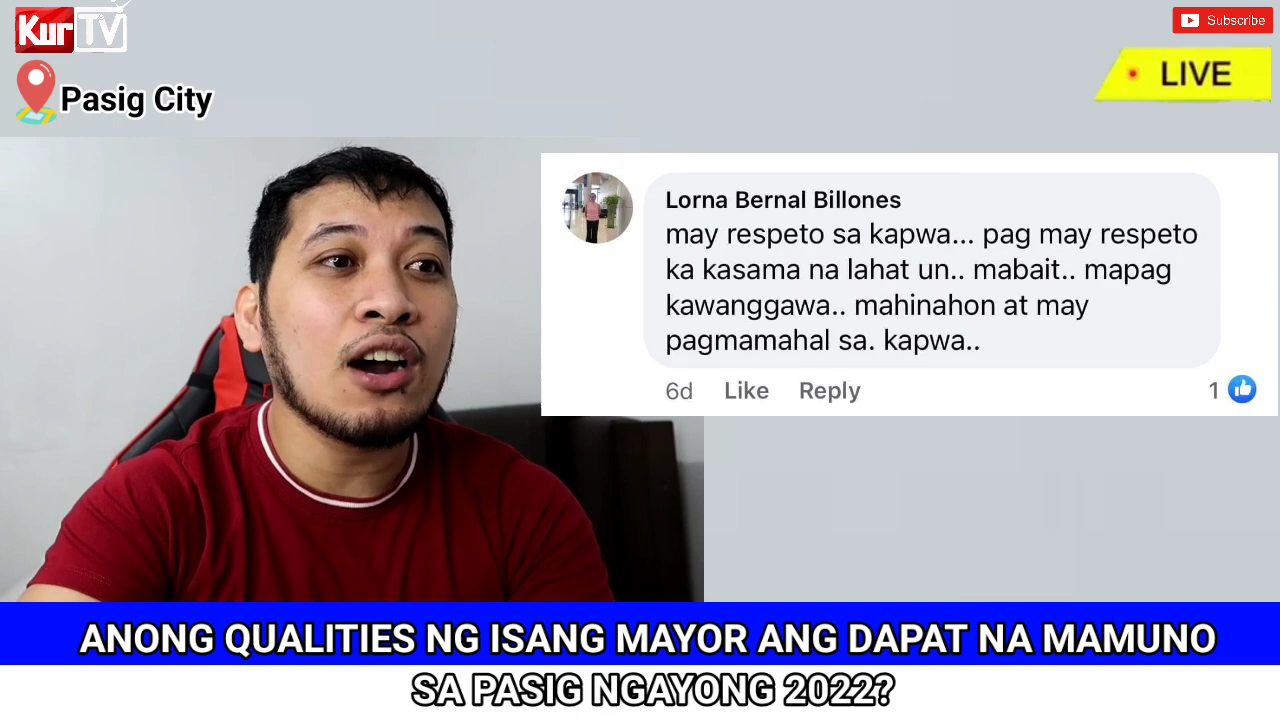 KurTV
Subscribe
LIVE
Pasig City
Lorna Bernal Billones
may respeto sa kapwa... pag may respeto
ka kasama na lahat un.. mabait.. mapag
kawanggawa.. mahinahon at may
pagmamahal sa. kapwa..
6d Like Reply 1
ANONG QUALITIES NG ISANG MAYOR ANG DAPAT NA MAMUNO
SA PASIG NGAYONG 2022?